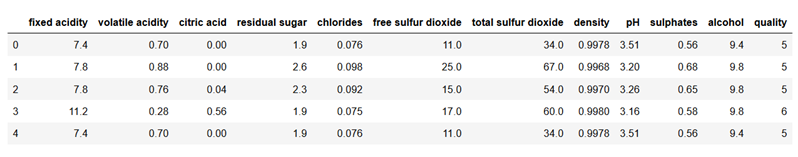 fixed acidity volatile acidity citric acid residual sugar chlorides free sulfur dioxide total sulfur dioxide density pH sulphates alcohol quality
0 7.4 0.70 0.00 1.9 0.076 11.0 34.0 0.9978 3.51 0.56 9.4 5
1 7.8 0.88 0.00 2.6 0.098 25.0 67.0 0.9968 3.20 0.68 9.8 5
2 7.8 0.76 0.04 2.3 0.092 15.0 54.0 0.9970 3.26 0.65 9.8 5
3 11.2 0.28 0.56 1.9 0.075 17.0 60.0 0.9980 3.16 0.58 9.8 6
4 7.4 0.70 0.00 1.9 0.076 11.0 34.0 0.9978 3.51 0.56 9.4 5